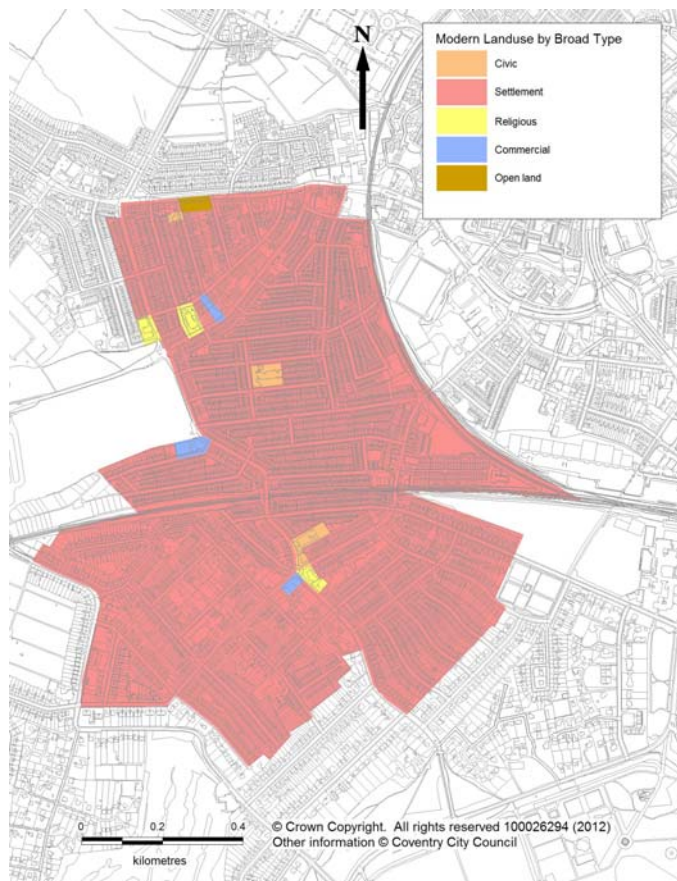 N
Modern Landuse by Broad Type
Civic
Settlement
Religious
Commercial
Open land
0 0.2 0.4
kilometres
© Crown Copyright. All rights reserved 100026294 (2012)
Other information © Coventry City Council